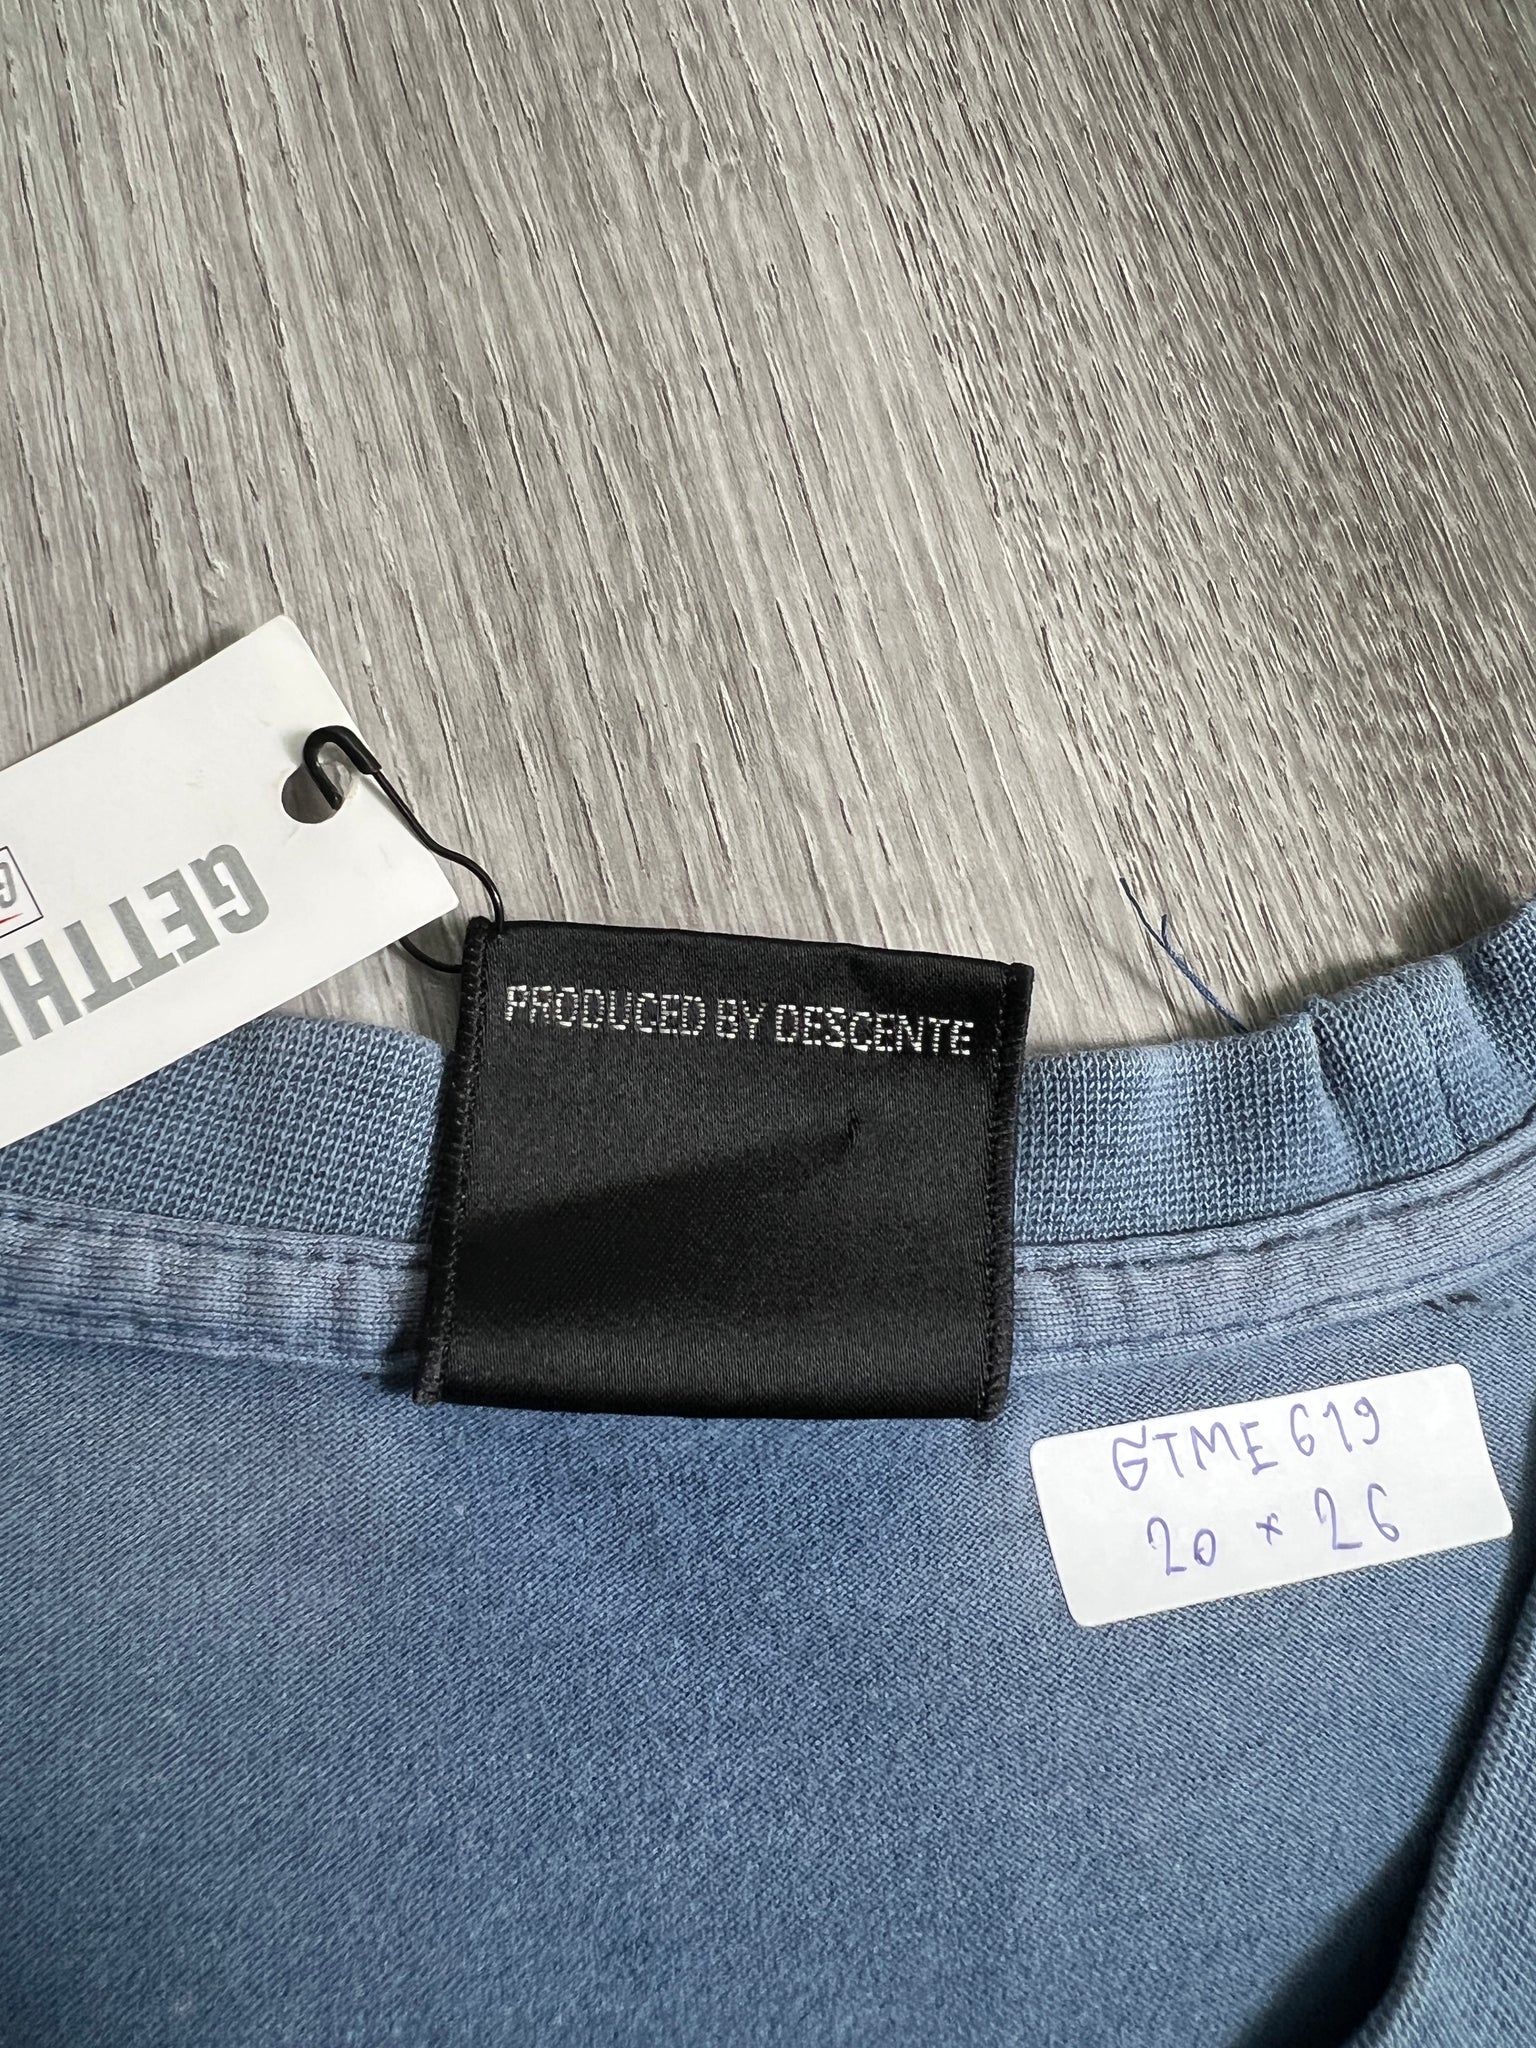 GETTH
PRODUCED BY DESCENTE
GTME 619
20 × 26